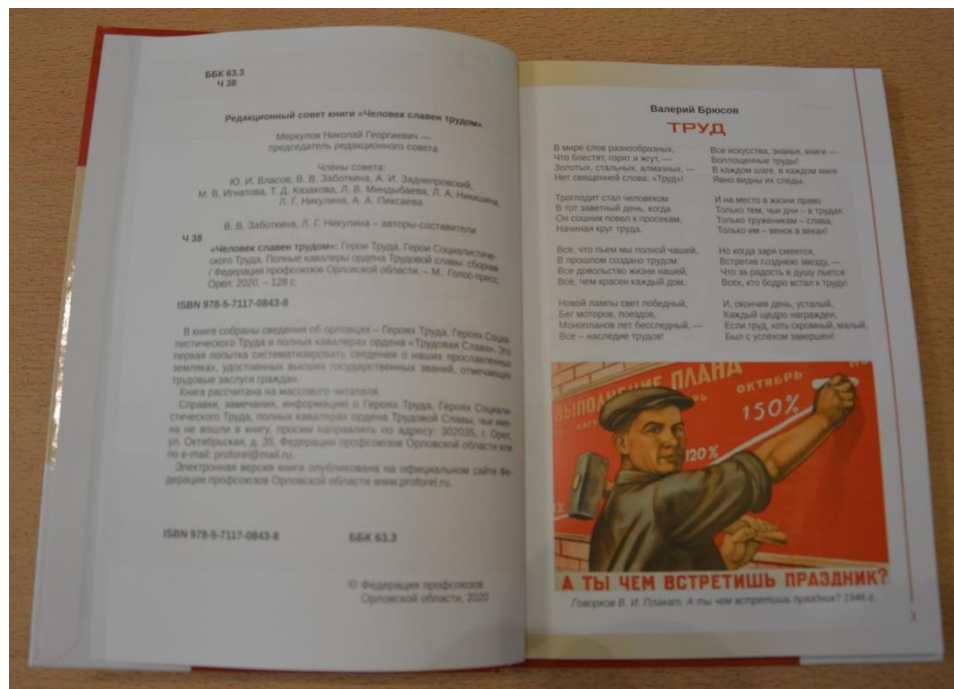 ББК 63.3
Ч 38
Редакционный совет книги «Человек славен трудом»
Меркулов Николай Георгиевич —
председатель редакционного совета
Члены совета:
Ю. И. Власов, В. В. Заботкина, А. И. Заднепровский,
М. В. Игнатова, Т. Д. Казакова, Л. В. Миндыбаева, Л. А. Никишина,
Л. Г. Никулина, А. А. Пиксаева
В. В. Заботкина, Л. Г. Никулина – авторы-составители
Ч 38
«Человек славен трудом»: Герои Труда, Герои Социалистиче-
ского Труда, Полные кавалеры ордена Трудовой славы: сборник
/ Федерация профсоюзов Орловской области. – М.: Голос-пресс;
Орел: 2020, – 128 с.
ISBN 978-5-7117-0843-8
В книге собраны сведения об орловцах – Героях Труда, Героях Социа-
листического Труда и полных кавалерах ордена «Трудовая Слава». Это
первая попытка систематизировать сведения о наших прославленных
земляках, удостоенных высших государственных званий, отмечающих
трудовые заслуги граждан.
Книга рассчитана на массового читателя.
Справки, замечания, информацию о Героях Труда, Героях Социали-
стического Труда, полных кавалерах ордена Трудовой Славы, чьи име-
на не вошли в книгу, просим направлять по адресу: 302035, г. Орел,
ул. Октябрьская, д. 35, Федерации профсоюзов Орловской области или
по e-mail: proforel@mail.ru.
Электронная версия книги опубликована на официальном сайте Фе-
дерации профсоюзов Орловской области www.proforel.ru.
ISBN 978-5-7117-0843-8 ББК 63.3
© Федерация профсоюзов
Орловской области, 2020
Валерий Брюсов
ТРУД
В мире слов разнообразных,
Что блестят, горят и жгут, —
Золотых, стальных, алмазных, —
Нет священней слова: «Труд»!
Троглодит стал человеком
В тот заветный день, когда
Он сошник повел к просекам,
Начиная круг труда.
Все, что пьем мы полной чашей,
В прошлом создано трудом:
Все довольство жизни нашей,
Все, чем красен каждый дом.
Новой лампы свет победный,
Бег моторов, поездов,
Монопланов лет бесследный, —
Все – наследие трудов!
Все искусства, знанья, книги —
Воплощенные труды!
В каждом шаге, в каждом миге
Явно видны их следы.
И на место в жизни право
Только тем, чьи дни – в трудах:
Только труженикам – слава,
Только им – венок в веках!
Но когда заря смеется,
Встретив позднюю звезду, —
Что за радость в душу льется
Всех, кто бодро встал к труду!
И, окончив день, усталый,
Каждый щедро награжден,
Если труд, хоть скромный, малый,
Был с успехом завершен!
ВЫПОЛНЕНИЕ ПЛАНА
ОКТЯБРЬ
150%
120%
А ТЫ ЧЕМ ВСТРЕТИШЬ ПРАЗДНИК?
Говорков В. И. Плакат. А ты чем встретишь праздник? 1946 г.
3